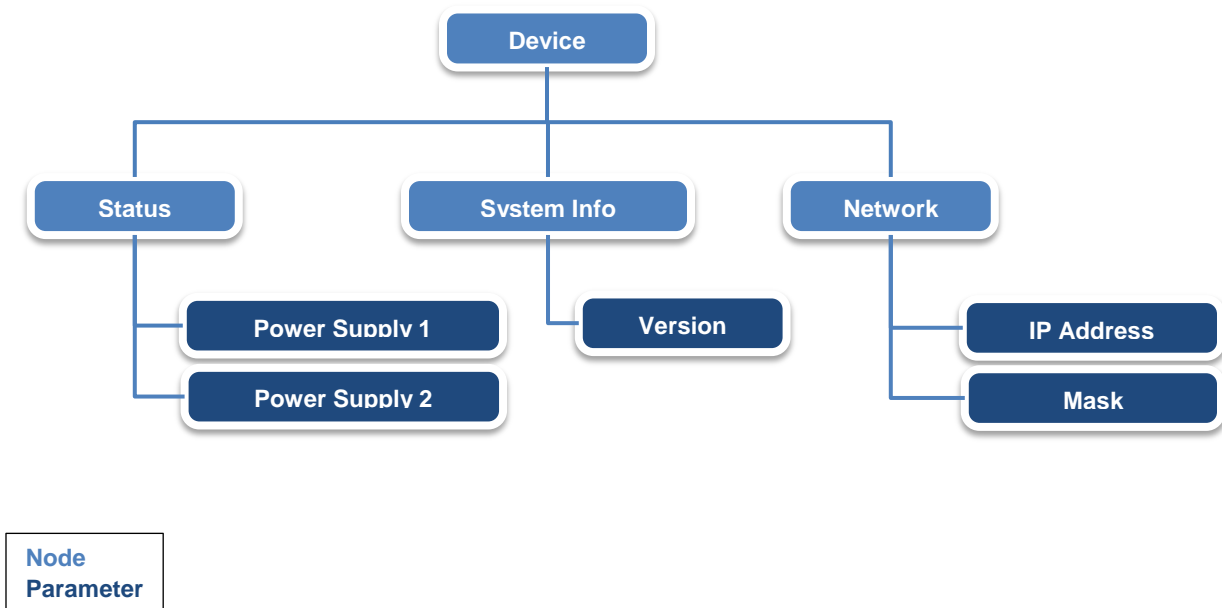 Device
Status
System Info
Network
Power Supply 1
Version
IP Address
Power Supply 2
Mask
Node
Parameter